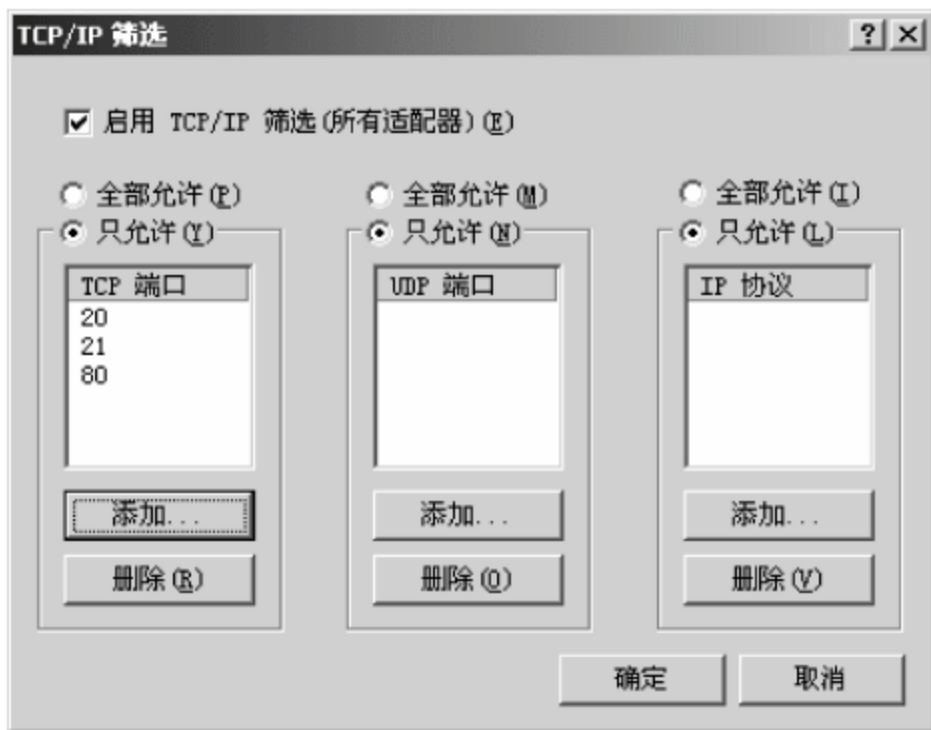 TCP/IP 筛选
启用 TCP/IP 筛选(所有适配器)(E)
全部允许(P)
只允许(Y)
TCP 端口
20
21
80
添加...
删除(R)
全部允许(M)
只允许(N)
UDP 端口
添加...
删除(O)
全部允许(I)
只允许(L)
IP 协议
添加...
删除(V)
确定
取消